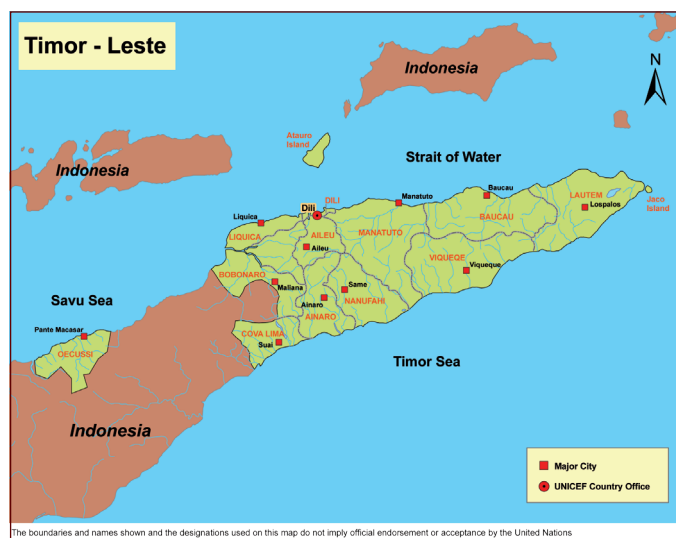 Timor - Leste
N
Indonesia
Atauro
Island
Strait of Water
Indonesia
Dili
DILI
Manatuto
Baucau
LAUTEM
Lospalos
Jaco
Island
Liquica
LIQUICA
AILEU
Aileu
MANATUTO
BAUCAU
VIQUEQE
Viqueque
BOBONARO
Maliana
Same
NANUFAHI
Ainaro
AINARO
Savu Sea
COVA LIMA
Suai
Pante Macasar
OECUSSI
Timor Sea
Indonesia
Major City
UNICEF Country Office
The boundaries and names shown and the designations used on this map do not imply official endorsement or acceptance by the United Nations